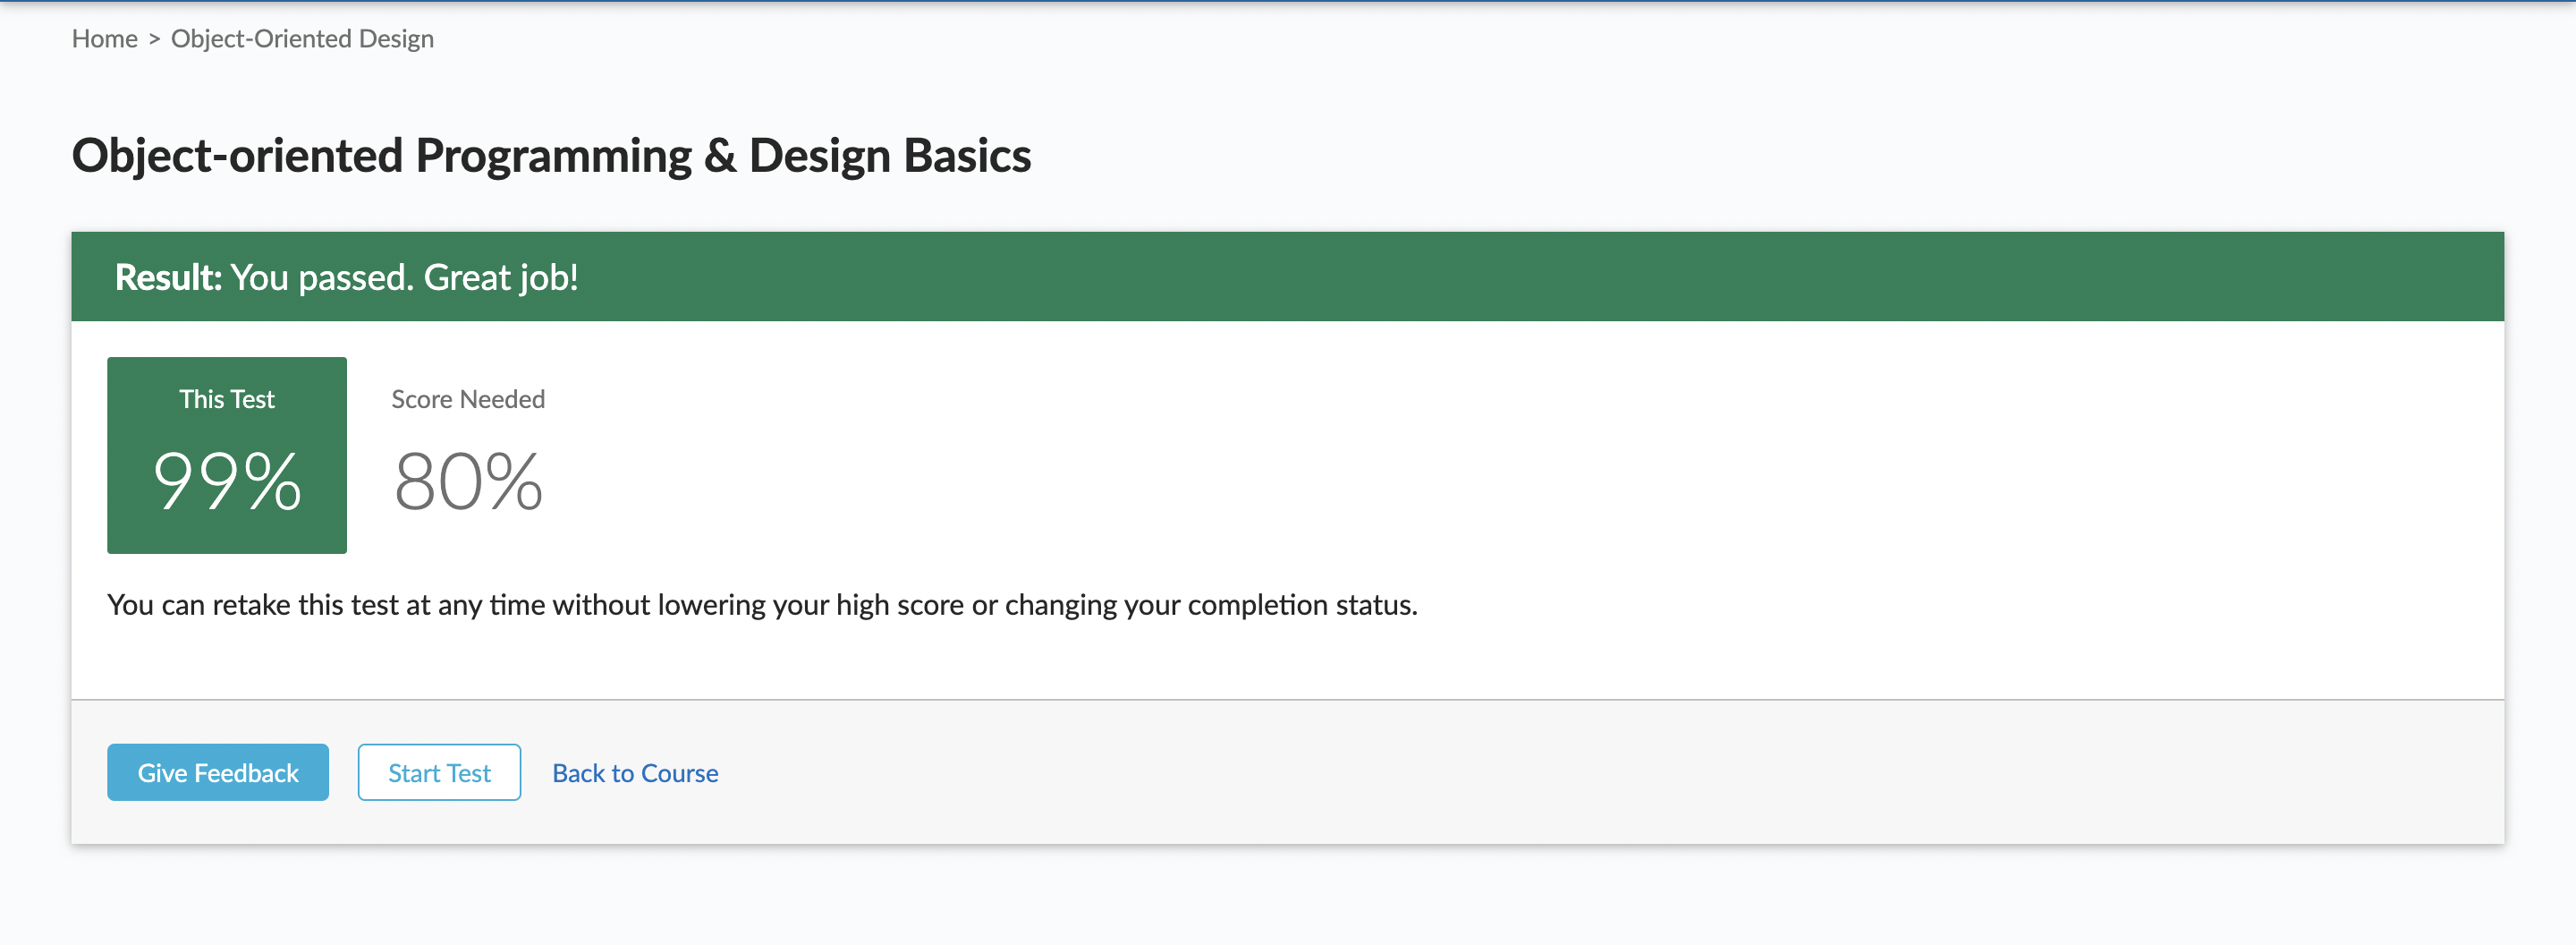 Home > Object-Oriented Design
Object-oriented Programming & Design Basics
Result: You passed. Great job!
This Test
99%
Score Needed
80%
You can retake this test at any time without lowering your high score or changing your completion status.
Give Feedback
Start Test
Back to Course